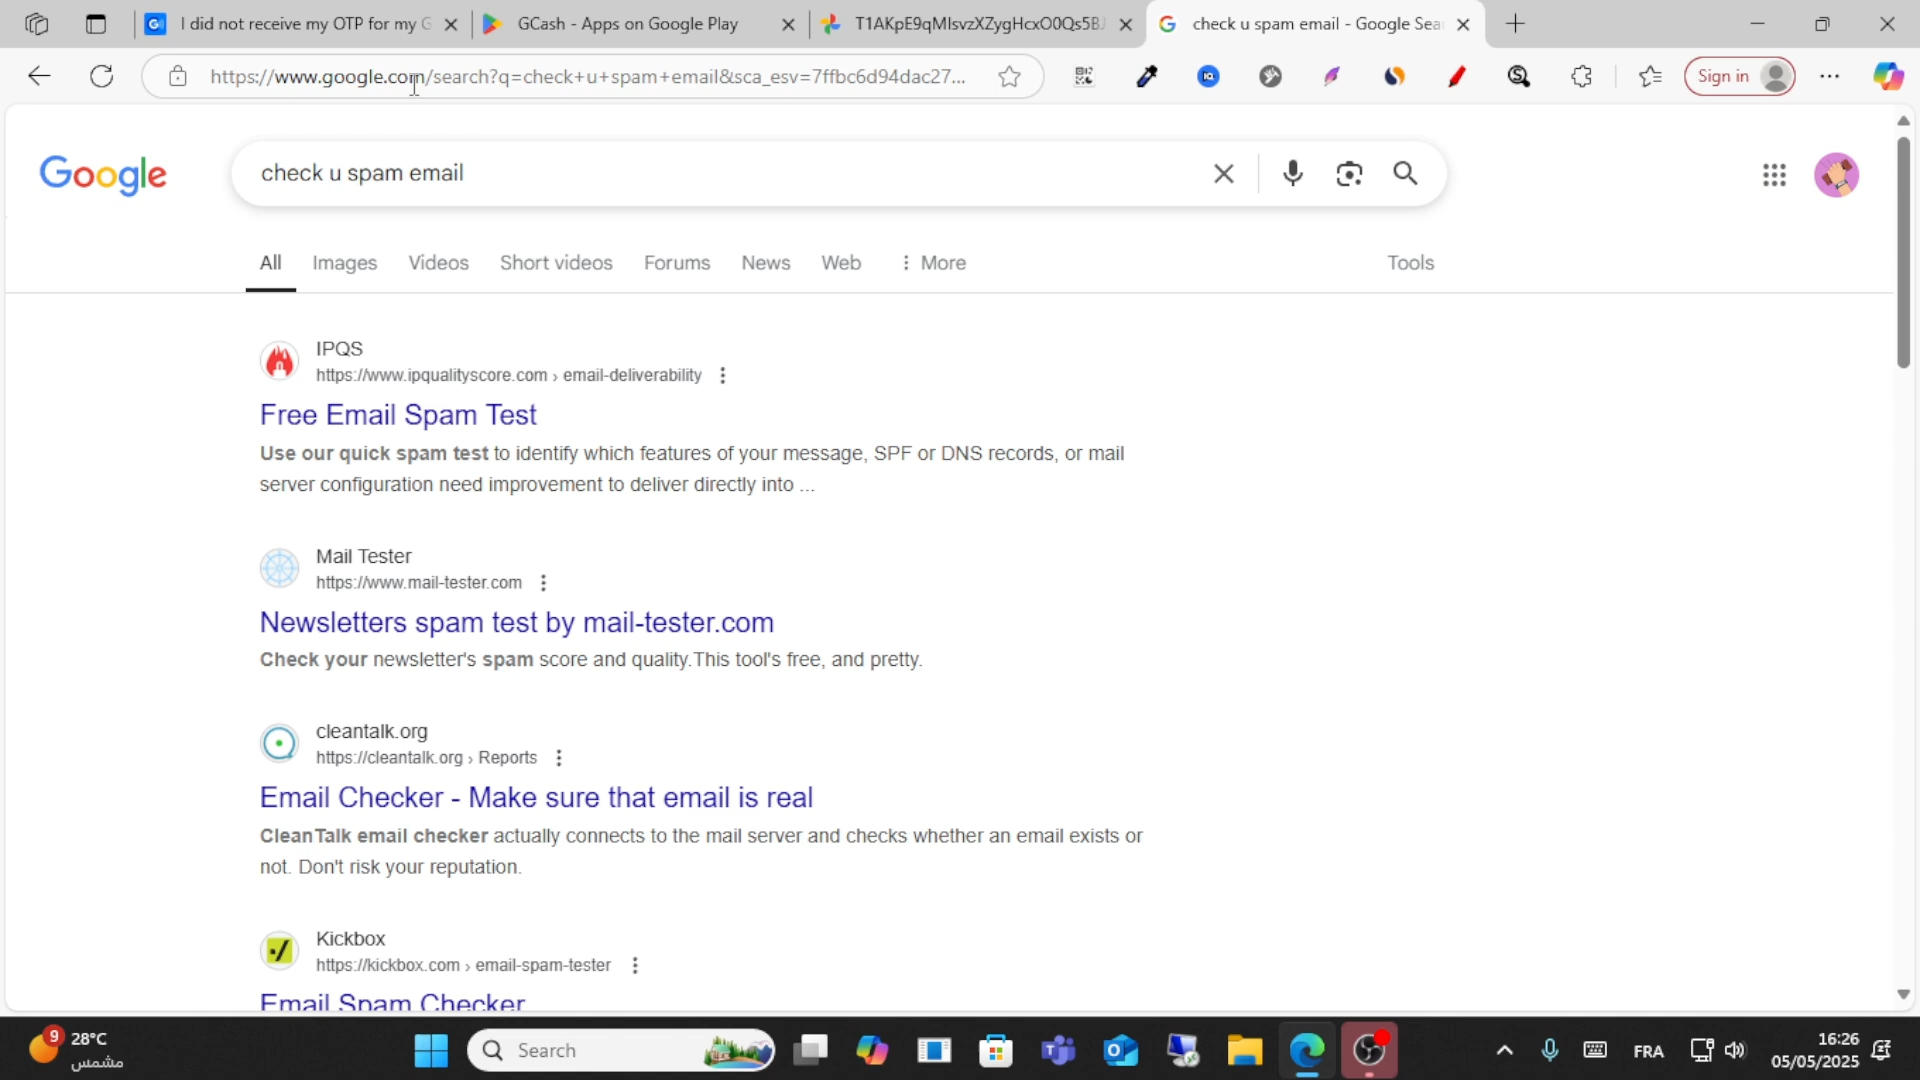 I did not receive my OTP for my G
GCash - Apps on Google Play
check u spam email - Google Sea
https://www.google.com/search?q=check+u+spam+email&sca_esv=7ffbc6d94dac27...
Sign in
Google
check u spam email
All
Images
Videos
Short videos
Forums
News
Web
More
Tools
IPQS
https://www.ipqualityscore.com › email-deliverability
Free Email Spam Test
Use our quick spam test to identify which features of your message, SPF or DNS records, or mail
server configuration need improvement to deliver directly into ...
Mail Tester
https://www.mail-tester.com
Newsletters spam test by mail-tester.com
Check your newsletter's spam score and quality.This tool's free, and pretty.
cleantalk.org
https://cleantalk.org › Reports
Email Checker - Make sure that email is real
CleanTalk email checker actually connects to the mail server and checks whether an email exists or
not. Don't risk your reputation.
Kickbox
https://kickbox.com › email-spam-tester
Email Spam Checker
9
28°C
مشمس
Search
FRA
16:26
05/05/2025